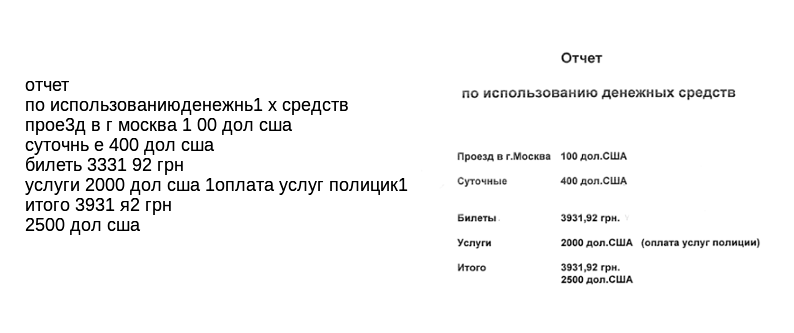 отчет
по использованиюденежнь1 х средств
прое3д в г москва 1 00 дол сша
суточнь е 400 дол сша
билеть 3331 92 грн
услуги 2000 дол сша 1оплата услуг полицик1
итого 3931 я2 грн
2500 дол сша
Отчет
по использованию денежных средств
Проезд в г.Москва 100 дол.США
Суточные 400 дол.США
Билеты 3931,92 грн.
Услуги 2000 дол.США (оплата услуг полиции)
Итого 3931,92 грн.
2500 дол.США